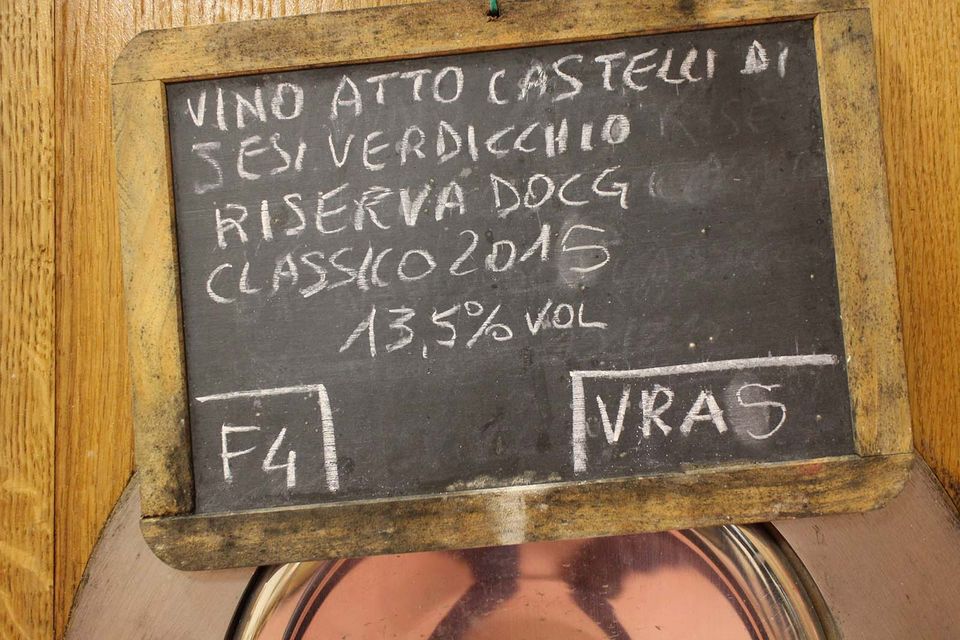 VINO ATTO CASTELLI DI
JESI VERDICCHIO
RISERVA DOCG
CLASSICO 2015
13,5% VOL
F4
VRAS